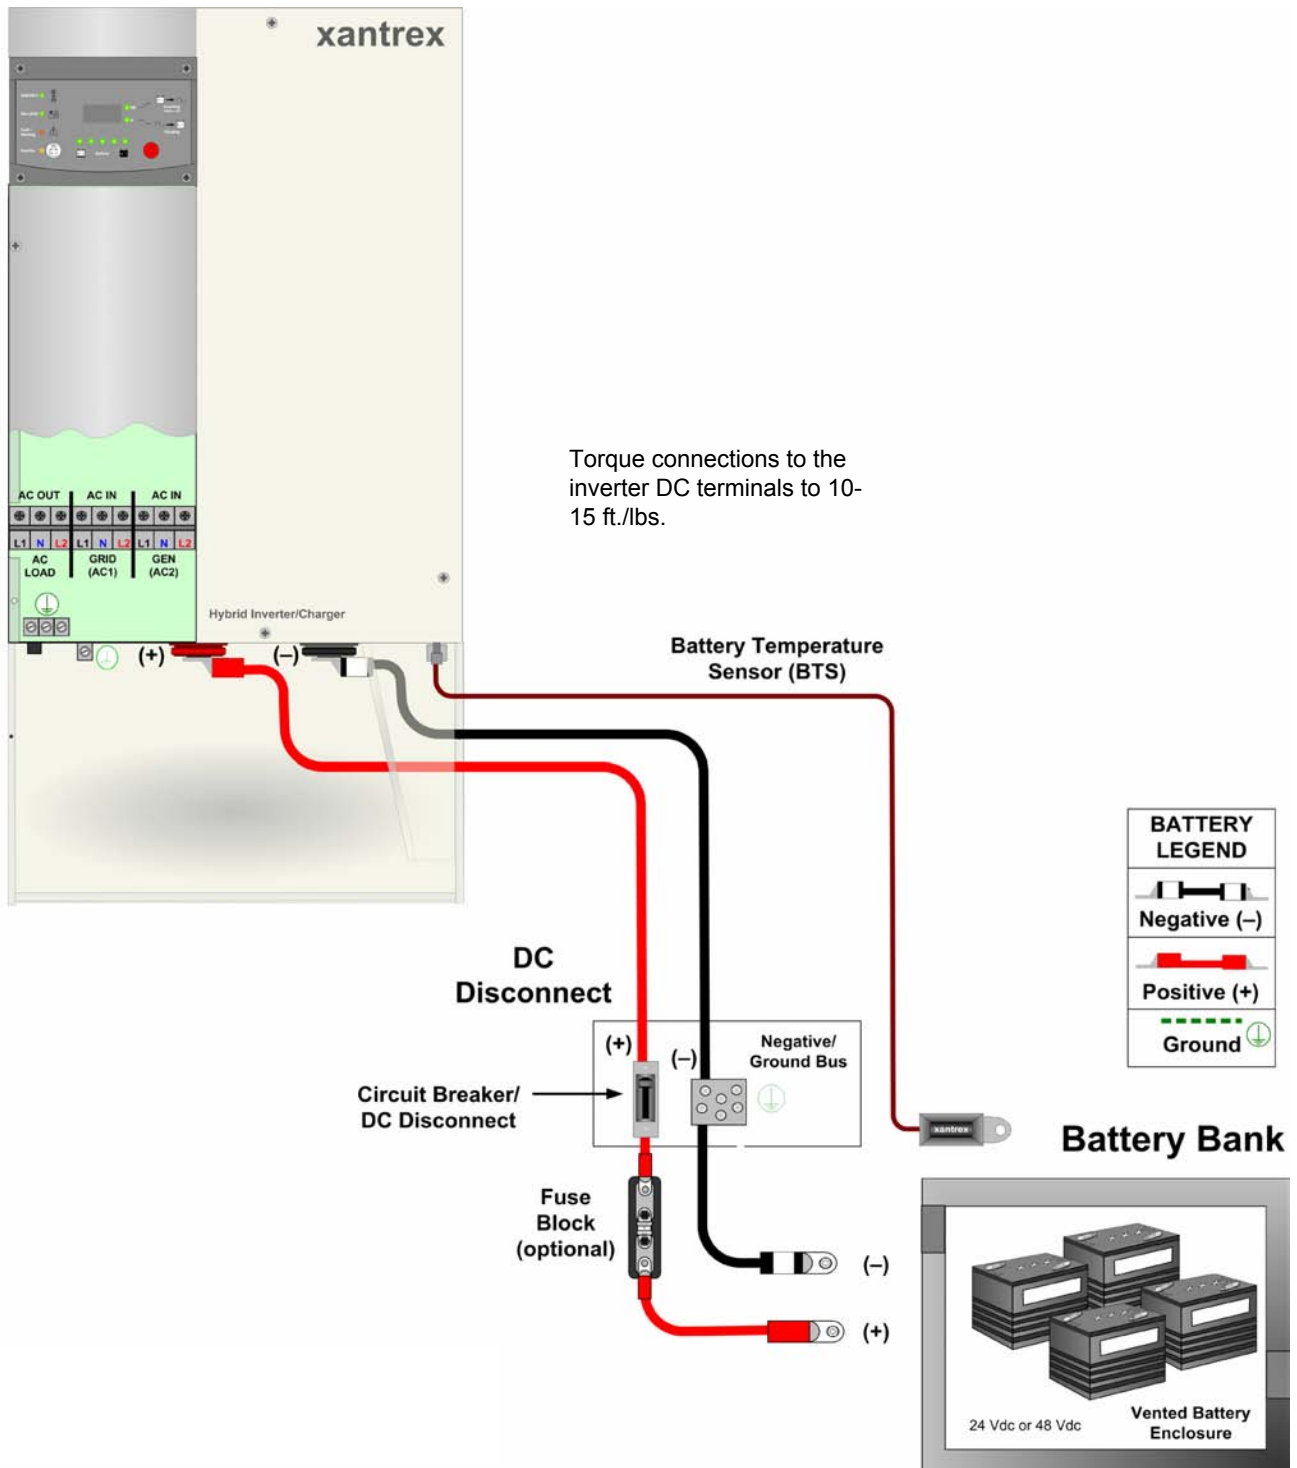 xantrex
Torque connections to the
inverter DC terminals to 10-
15 ft./lbs.
AC OUT AC IN AC IN
L1 N L2 L1 N L2 L1 N L2
AC
LOAD
GRID
(AC1)
GEN
(AC2)
Hybrid Inverter/Charger
(+)
(–)
Battery Temperature
Sensor (BTS)
BATTERY
LEGEND
Negative (–)
Positive (+)
Ground
DC
Disconnect
(+)
(–)
Negative/
Ground Bus
Circuit Breaker/
DC Disconnect
Fuse
Block
(optional)
(–)
(+)
xantrex
Battery Bank
24 Vdc or 48 Vdc
Vented Battery
Enclosure